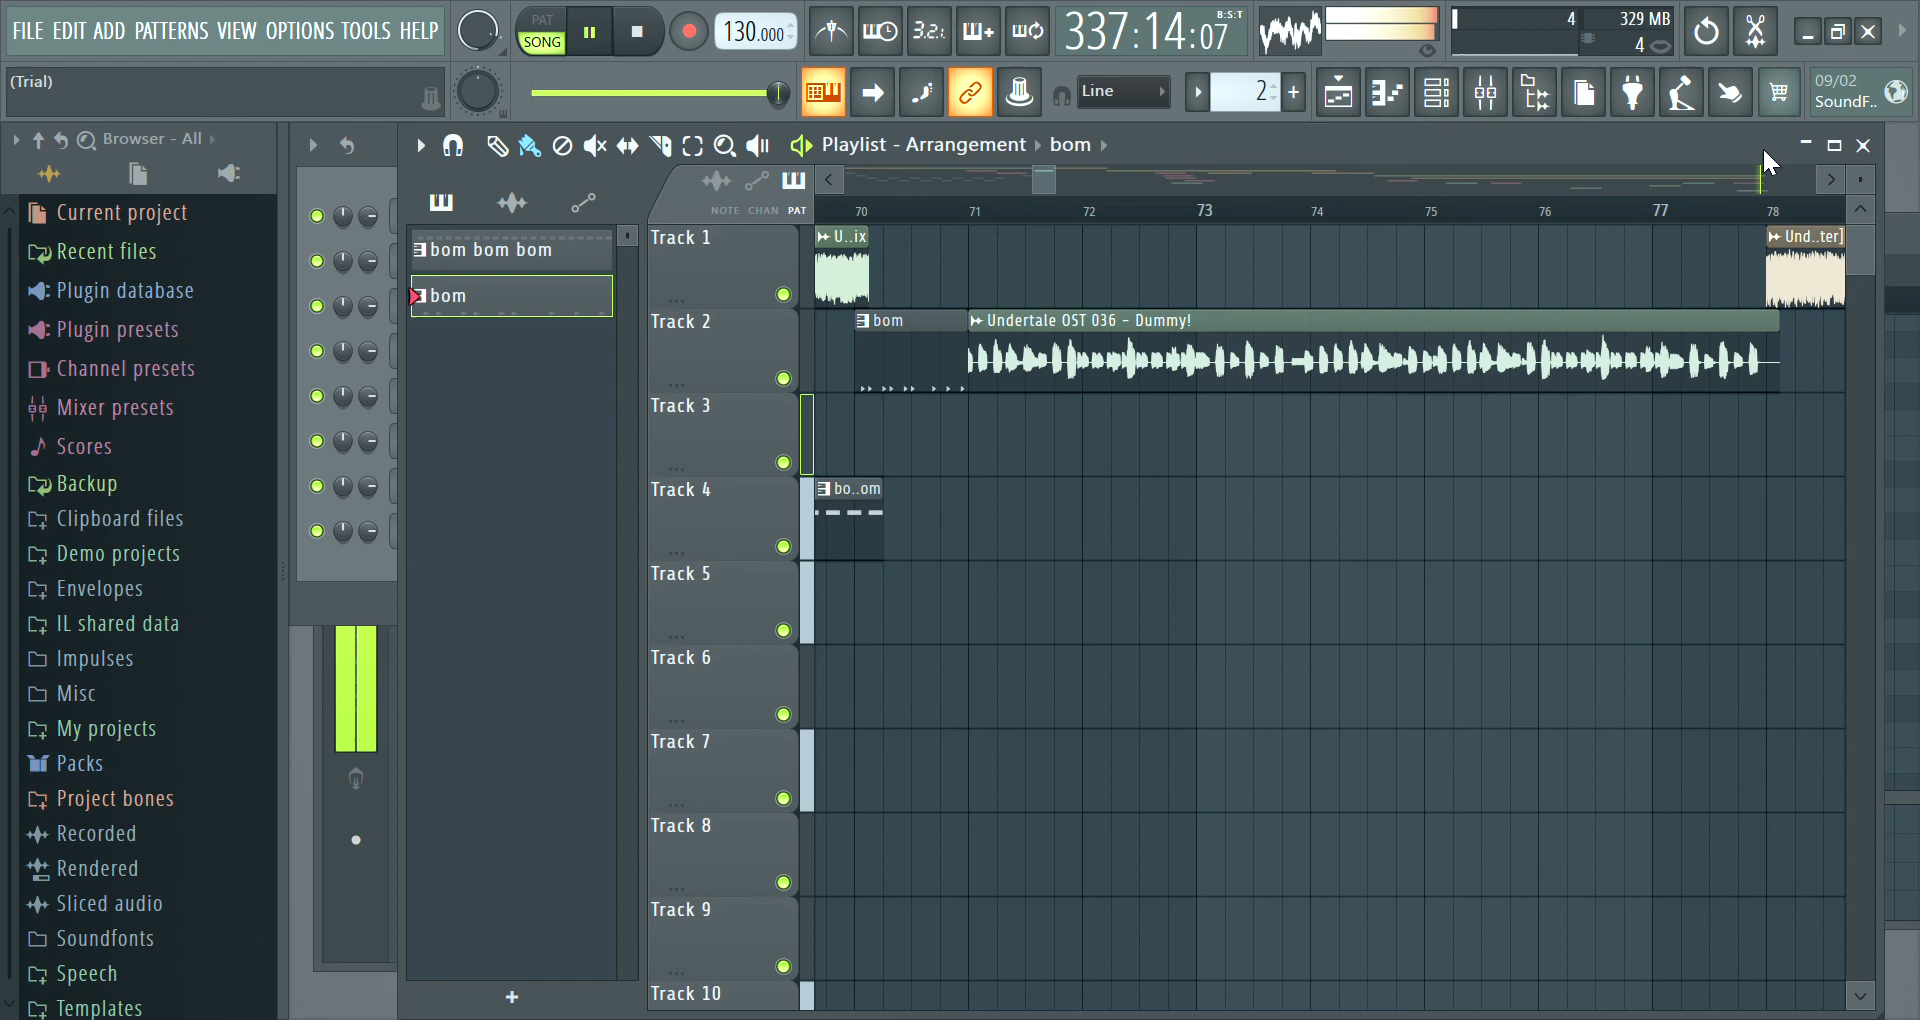 FILE EDIT ADD PATTERNS VIEW OPTIONS TOOLS HELP
PAT
SONG
130.000
3.2.1.
337:14:07
B:S:T
4
329 MB
4
(Trial)
Line
2
09/02
SoundF..
Browser - All
Playlist - Arrangement
bom
NOTE CHAN PAT
70 71 72 73 74 75 76 77 78
Current project
Recent files
Plugin database
Plugin presets
Channel presets
Mixer presets
Scores
Backup
Clipboard files
Demo projects
Envelopes
IL shared data
Impulses
Misc
My projects
Packs
Project bones
Recorded
Rendered
Sliced audio
Soundfonts
Speech
Templates
bom bom bom
bom
Track 1
U..ix
Und..ter]
Track 2
bom
Undertale OST 036 - Dummy!
Track 3
Track 4
bo..om
Track 5
Track 6
Track 7
Track 8
Track 9
Track 10